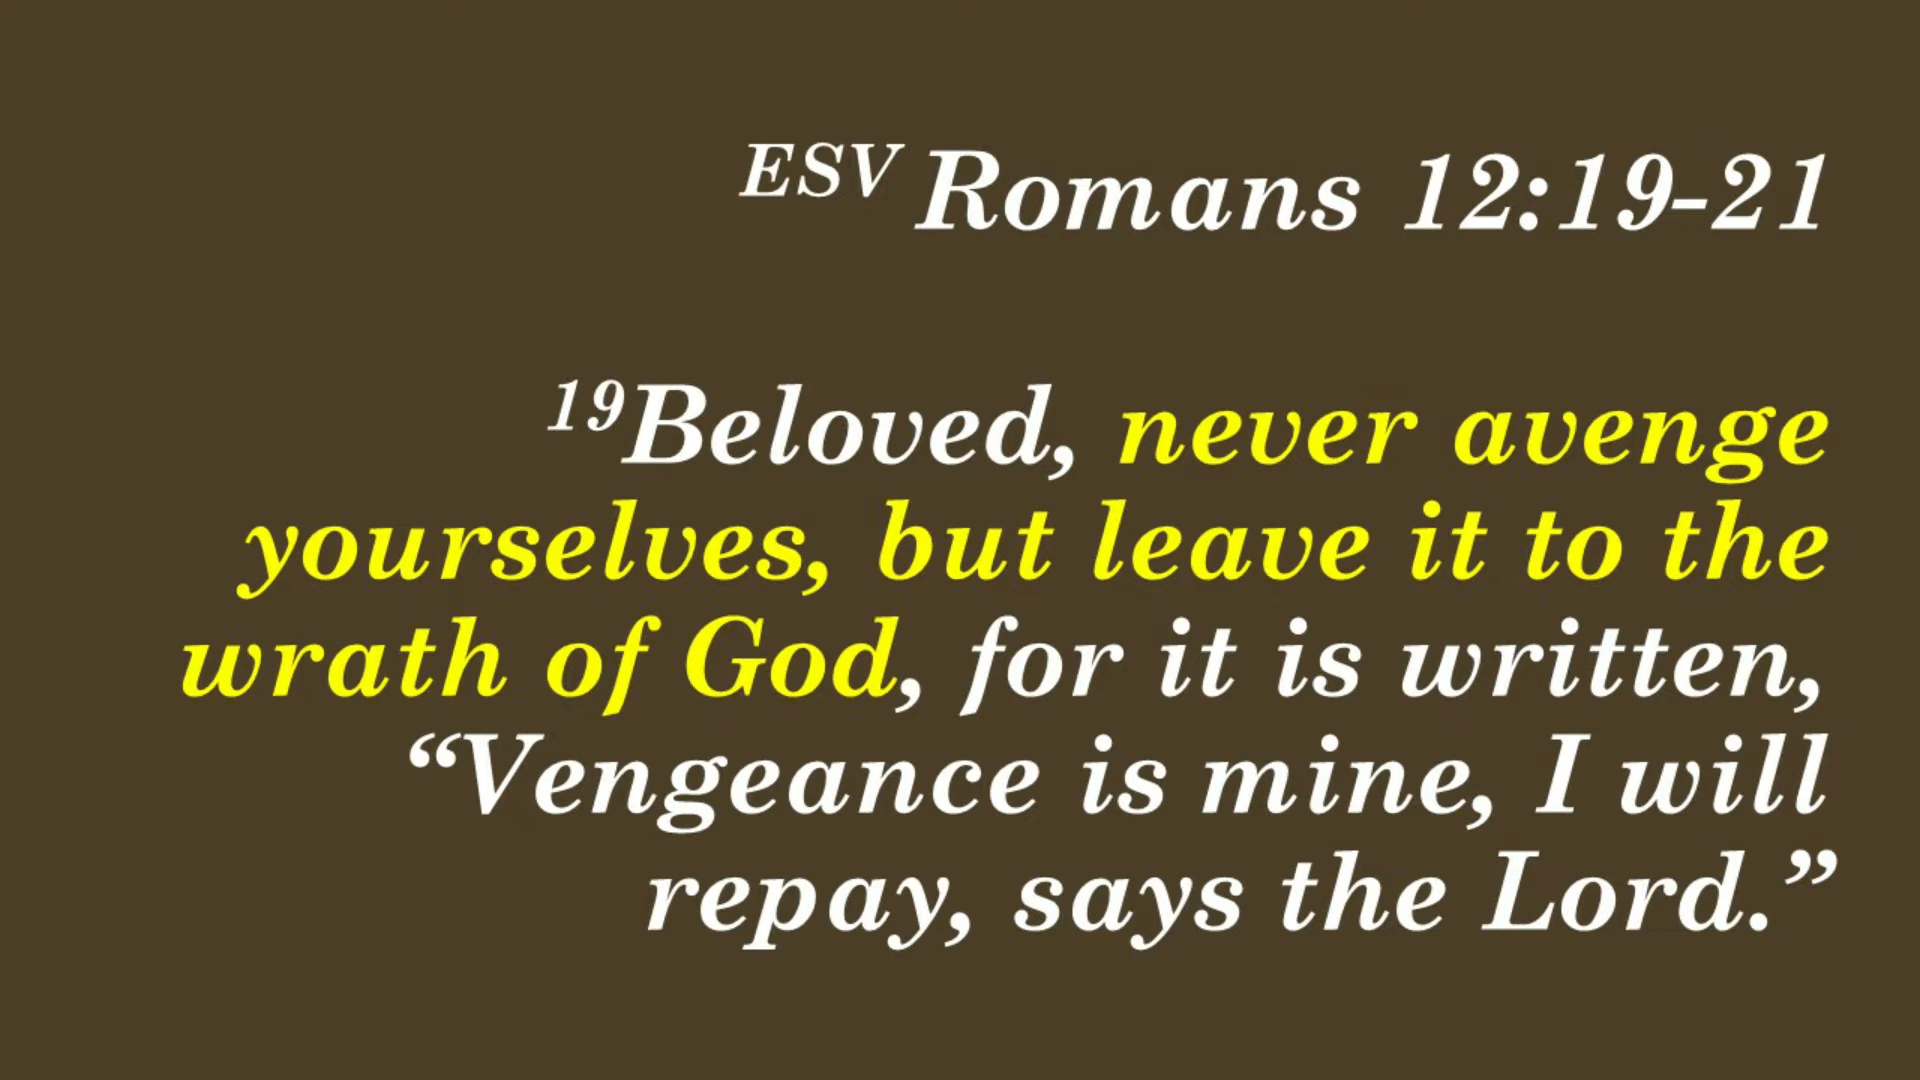 ESV Romans 12:19-21
19Beloved, never avenge
yourselves, but leave it to the
wrath of God, for it is written,
“Vengeance is mine, I will
repay, says the Lord.”